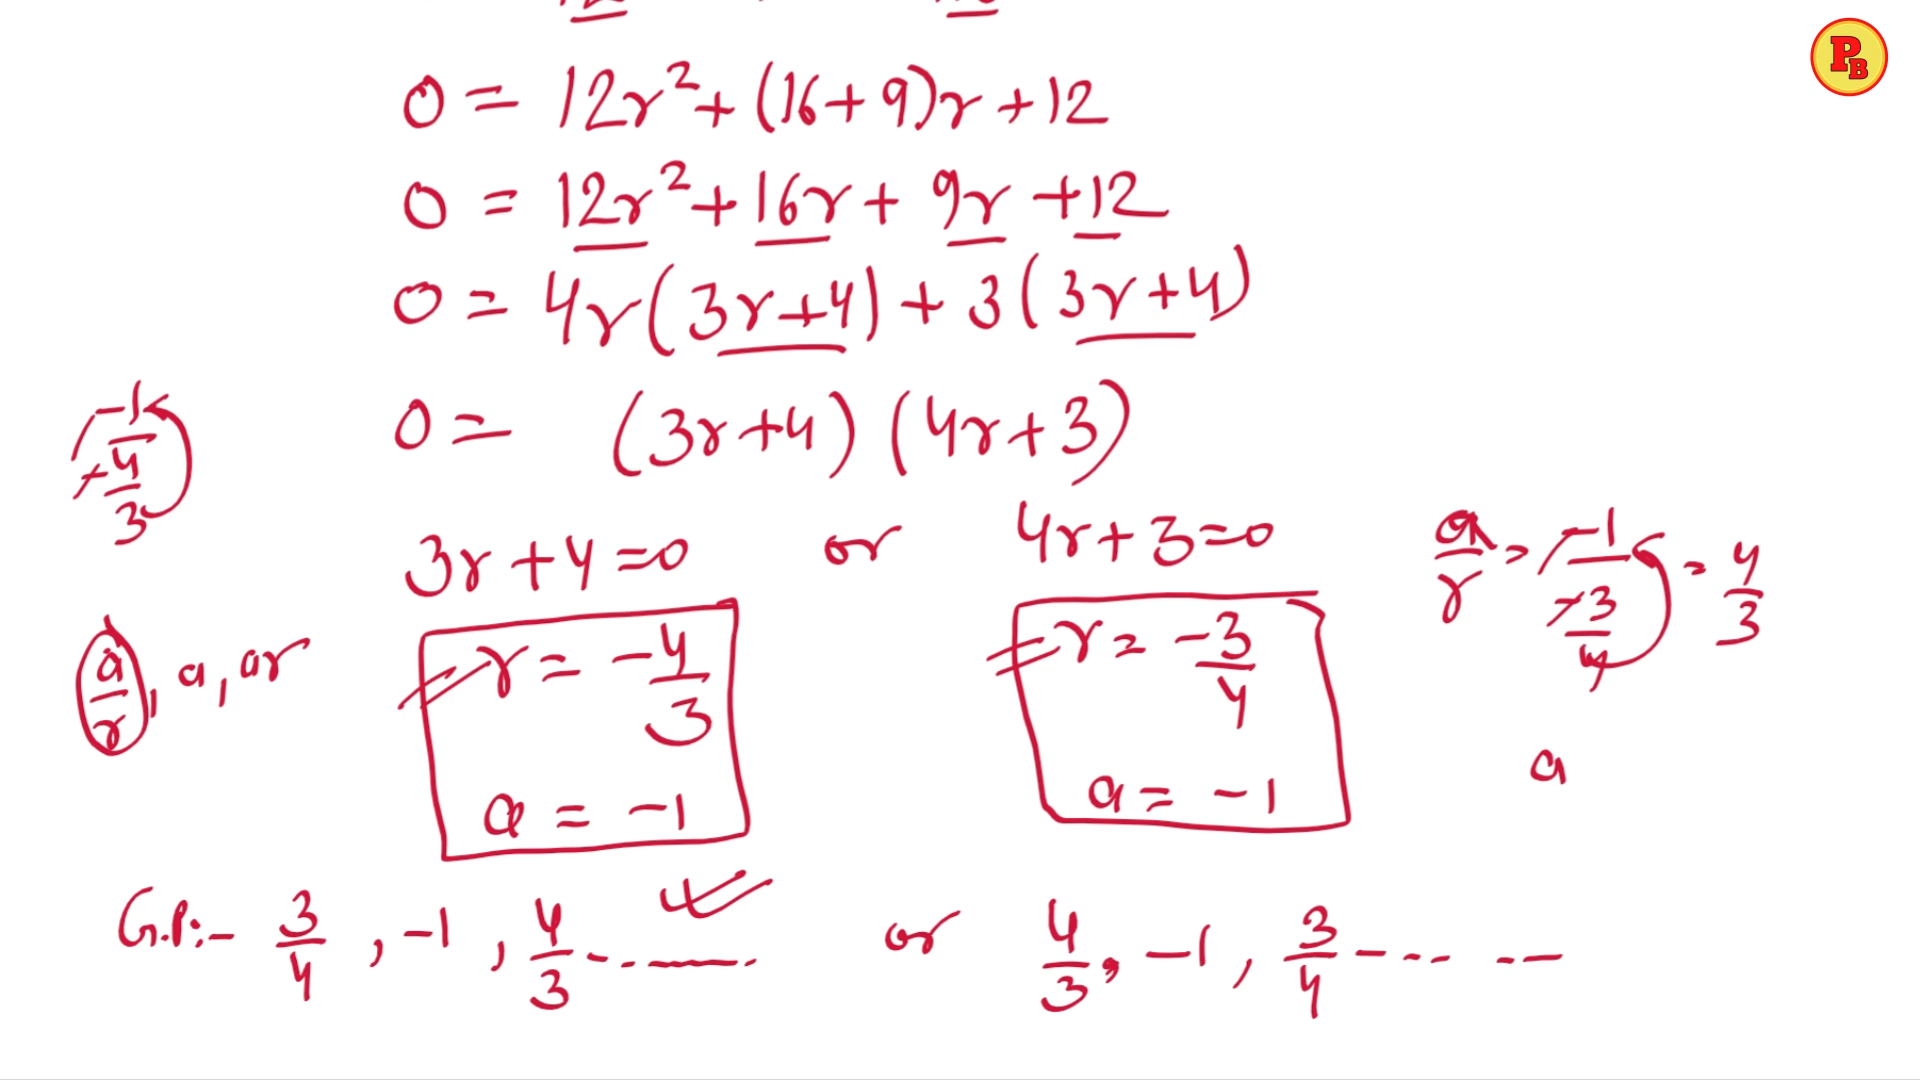 PB
0 = 12r² + (16+9)r + 12
0 = 12r² + 16r + 9r + 12
0 = 4r(3r+4) + 3(3r+4)
0 = (3r+4)(4r+3)
-1/(-4/3)
3r+4=0 or 4r+3=0
a/r = -1/(-3/4) = 4/3
a/r, a, ar
r = -4/3
r = -3/4
a
a = -1
a = -1
G.P:- 3/4, -1, 4/3 ------- or 4/3, -1, 3/4 ---- --